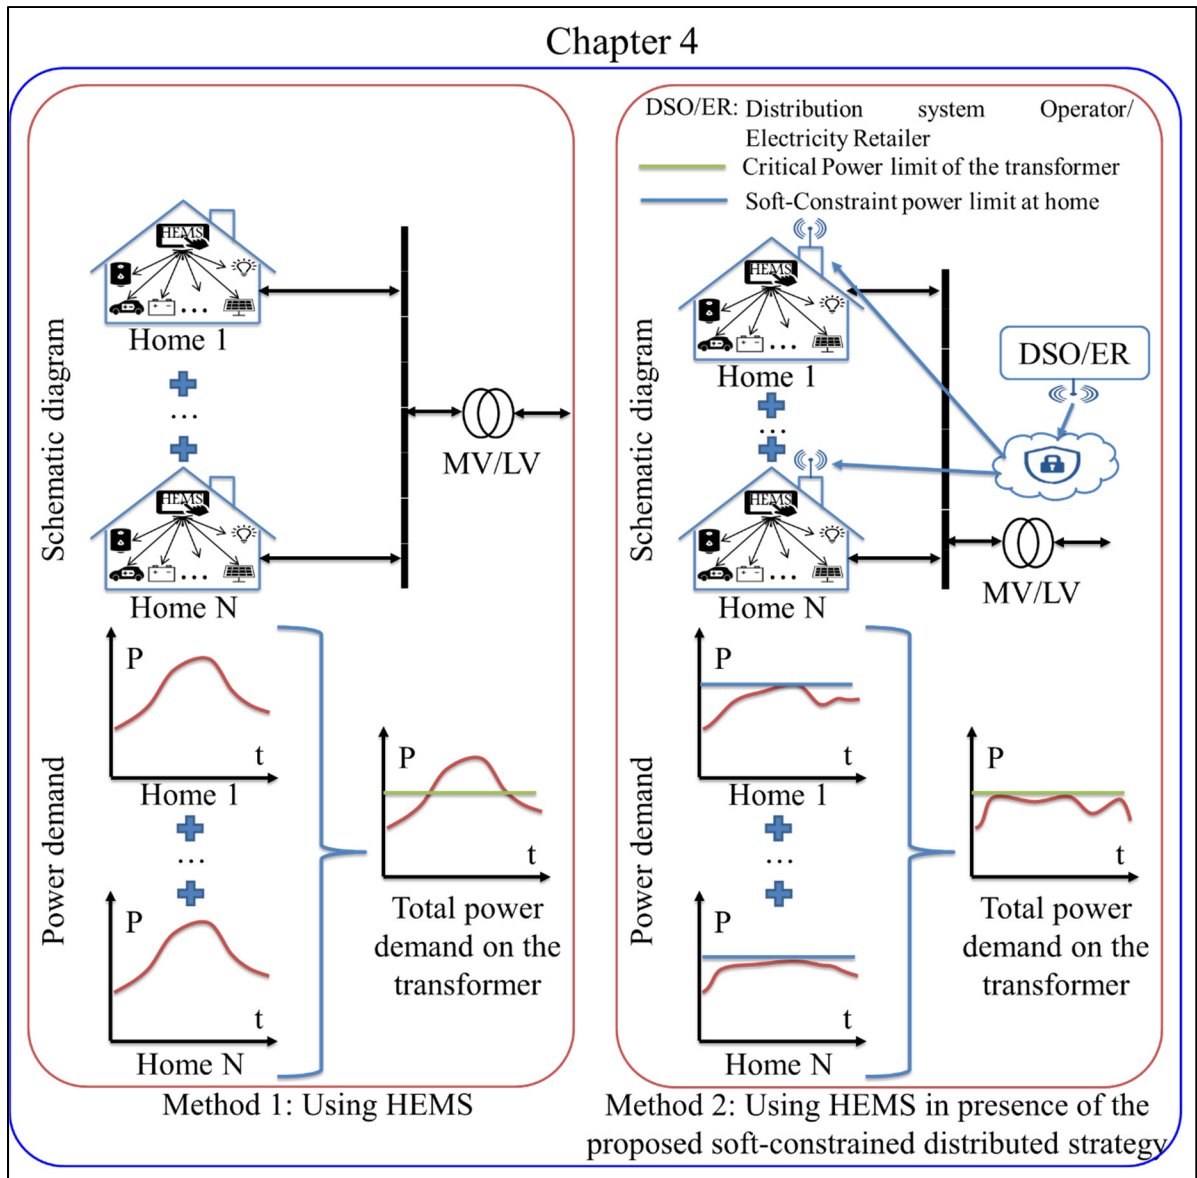 Chapter 4
Schematic diagram
HEMS
...
Home 1
...
HEMS
...
Home N
MV/LV
Power demand
P
t
Home 1
...
P
t
Home N
P
t
Total power
demand on the
transformer
Method 1: Using HEMS
DSO/ER: Distribution system Operator/
Electricity Retailer
Critical Power limit of the transformer
Soft-Constraint power limit at home
Schematic diagram
HEMS
...
Home 1
...
HEMS
...
Home N
DSO/ER
MV/LV
Power demand
P
t
Home 1
...
P
t
Home N
P
t
Total power
demand on the
transformer
Method 2: Using HEMS in presence of the
proposed soft-constrained distributed strategy